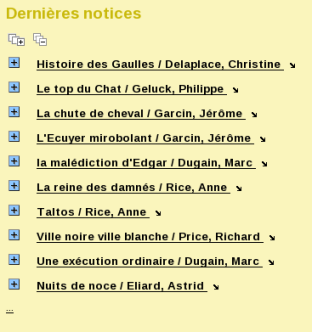 Dernières notices
Histoire des Gaulles / Delaplace, Christine
Le top du Chat / Geluck, Philippe
La chute de cheval / Garcin, Jérôme
L'Ecuyer mirobolant / Garcin, Jérôme
la malédiction d'Edgar / Dugain, Marc
La reine des damnés / Rice, Anne
Taltos / Rice, Anne
Ville noire ville blanche / Price, Richard
Une exécution ordinaire / Dugain, Marc
Nuits de noce / Eliard, Astrid
...